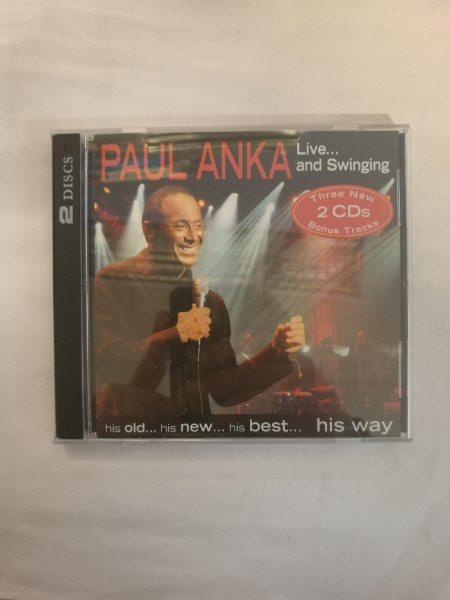 2 DISCS
PAUL ANKA
Live...
and Swinging
Three New
2 CDs
Bonus Tracks
his old... his new... his best... his way